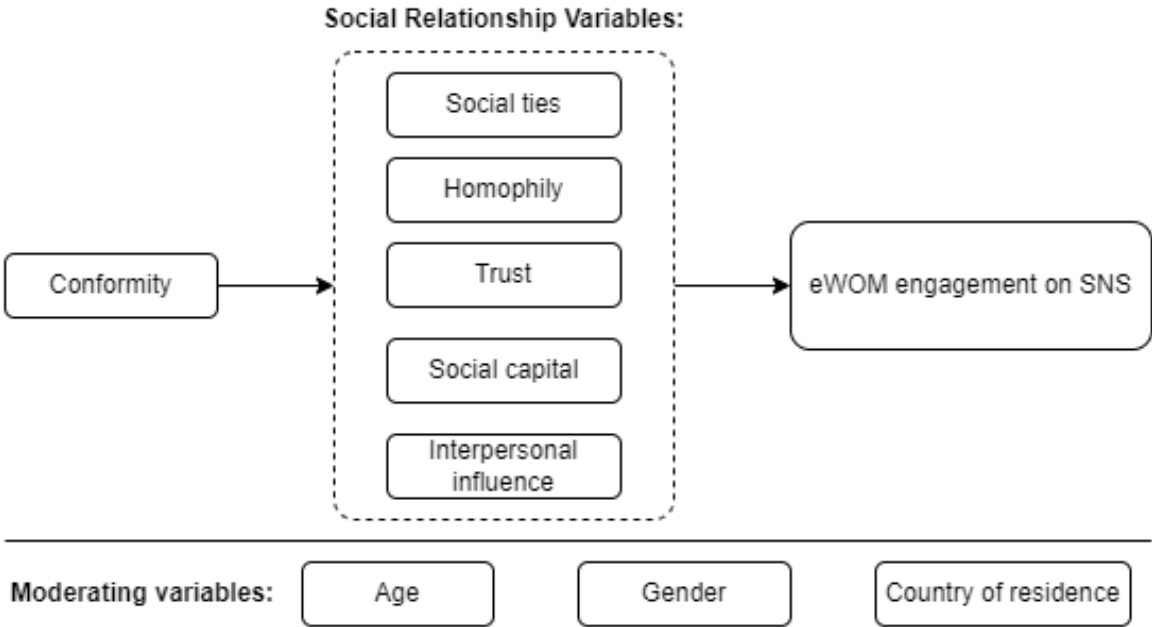 Social Relationship Variables:
Social ties
Homophily
Conformity
Trust
eWOM engagement on SNS
Social capital
Interpersonal
influence
Moderating variables:
Age
Gender
Country of residence